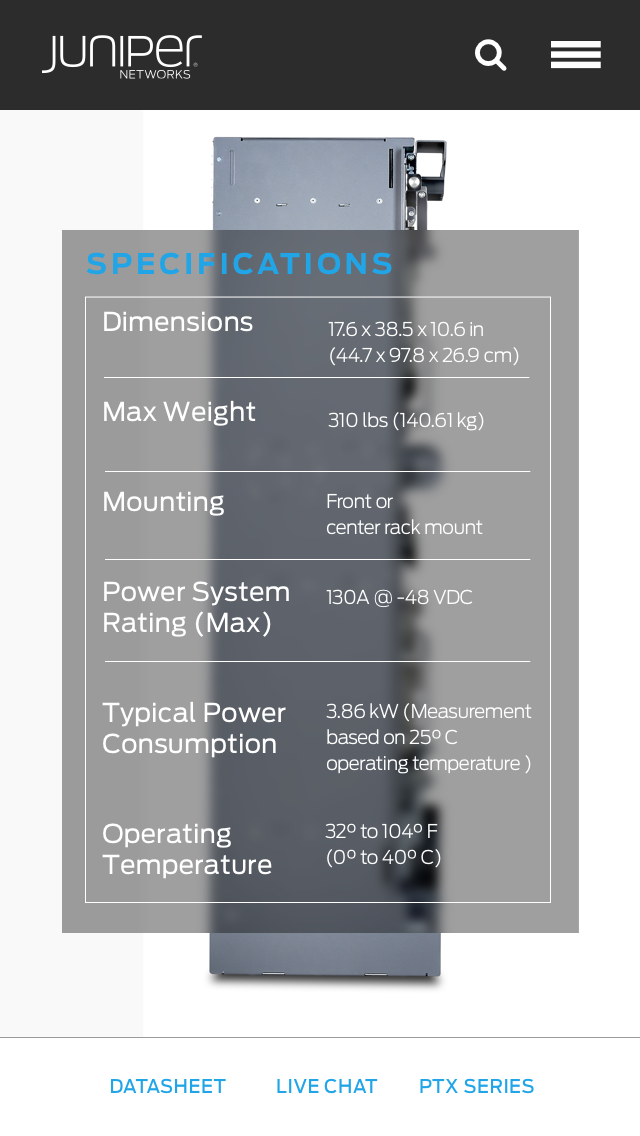 JUNIPER
NETWORKS
SPECIFICATIONS
Dimensions
17.6 x 38.5 x 10.6 in
(44.7 x 97.8 x 26.9 cm)
Max Weight
310 lbs (140.61 kg)
Mounting
Front or
center rack mount
Power System
Rating (Max)
130A @ -48 VDC
Typical Power
Consumption
3.86 kW (Measurement
based on 25º C
operating temperature )
Operating
Temperature
32º to 104º F
(0º to 40º C)
DATASHEET
LIVE CHAT
PTX SERIES